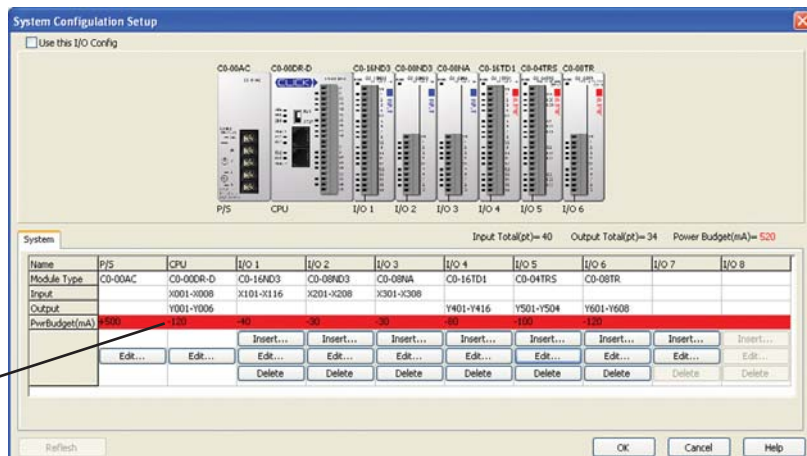 System Configulation Setup
Use this I/O Config
C0-00AC C0-00DR-D C0-16ND3 C0-08ND3 C0-08NA C0-16TD1 C0-04TRS C0-08TR
CLICK
P/S CPU I/O 1 I/O 2 I/O 3 I/O 4 I/O 5 I/O 6
System
Input Total(pt)= 40 Output Total(pt)= 34 Power Budget(mA)= 520
Name P/S CPU I/O 1 I/O 2 I/O 3 I/O 4 I/O 5 I/O 6 I/O 7 I/O 8
Module Type C0-00AC C0-00DR-D C0-16ND3 C0-08ND3 C0-08NA C0-16TD1 C0-04TRS C0-08TR
Input X001-X008 X101-X116 X201-X208 X301-X308
Output Y001-Y006 Y401-Y416 Y501-Y504 Y601-Y608
PwrBudget(mA) +500 -120 -40 -30 -30 -80 -100 -120
Insert... Insert... Insert... Insert... Insert... Insert... Insert... Insert...
Edit... Edit... Edit... Edit... Edit... Edit... Edit... Edit... Edit... Edit...
Delete Delete Delete Delete Delete Delete Delete Delete
Reflesh OK Cancel Help